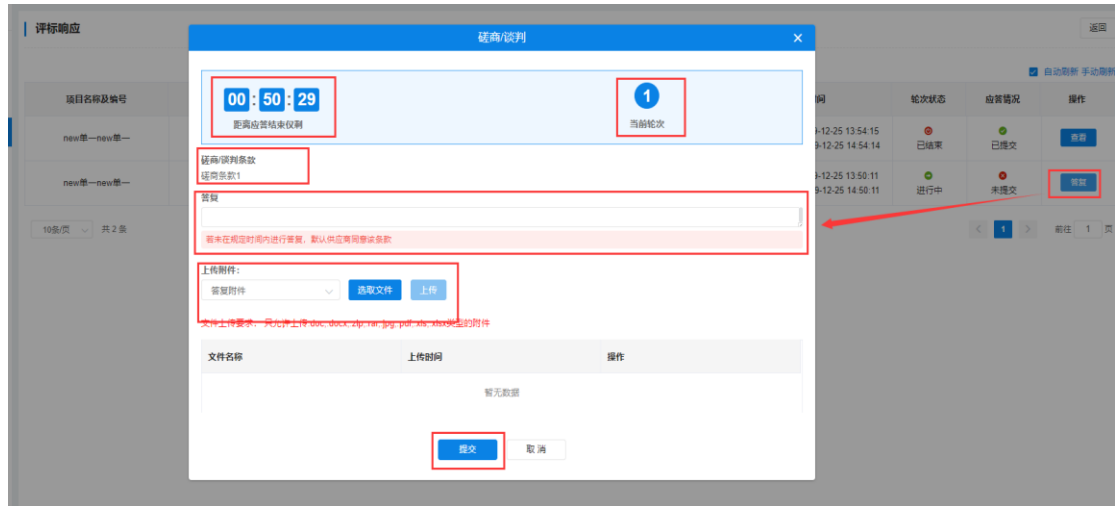 评标响应
返回
磋商/谈判
自动刷新 手动刷新
项目名称及编号
轮次状态
应答情况
操作
00 : 50 : 29
距离应答结束仅剩
1
当前轮次
new单一new单一
9-12-25 13:54:15
9-12-25 14:54:14
已结束
已提交
查看
磋商/谈判条款
磋商条款1
new单一new单一
9-12-25 13:50:11
9-12-25 14:50:11
进行中
未提交
答复
答复
若未在规定时间内进行答复，默认供应商同意该条款
10条/页
共 2 条
1
前往 1 页
上传附件：
答复附件
选取文件
上传
文件上传要求： 只允许上传 doc, docx, zip, rar, jpg, pdf, xls, xlsx类型的附件
文件名称
上传时间
操作
暂无数据
提交
取 消